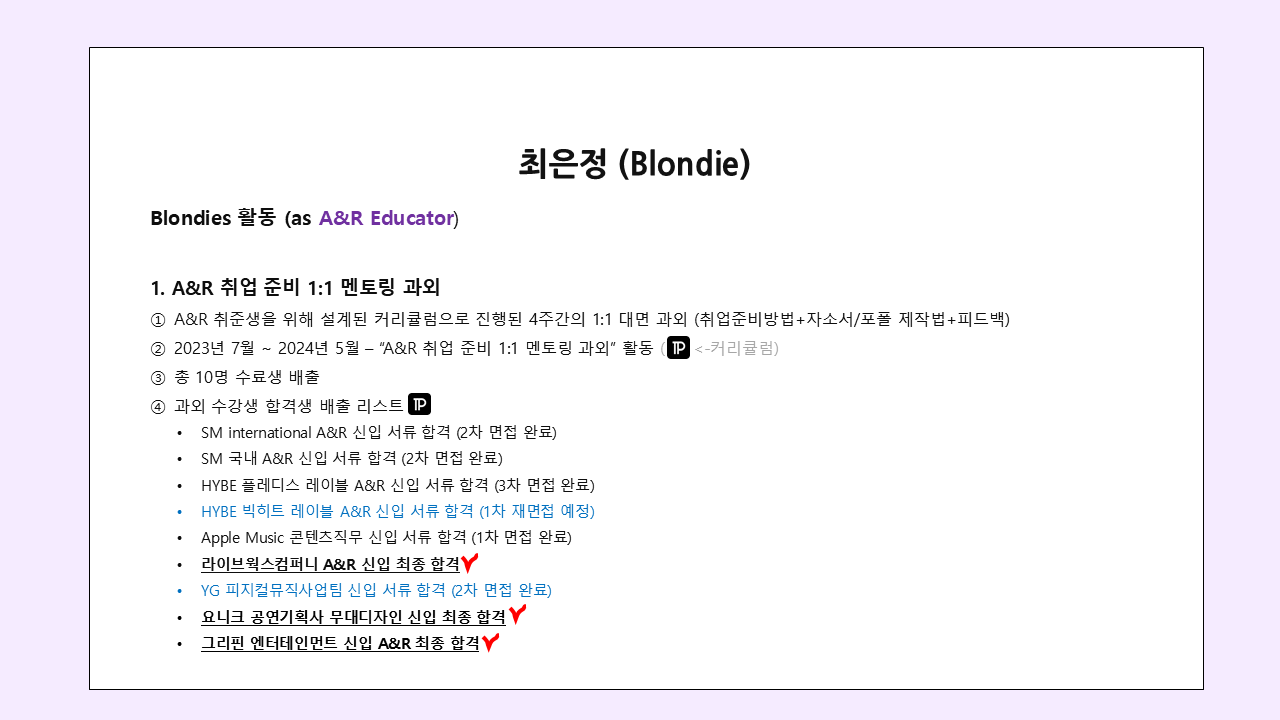 최은정 (Blondie)
Blondies 활동 (as A&R Educator)
1. A&R 취업 준비 1:1 멘토링 과외
① A&R 취준생을 위해 설계된 커리큘럼으로 진행된 4주간의 1:1 대면 과외 (취업준비방법+자소서/포폴 제작법+피드백)
② 2023년 7월 ~ 2024년 5월 – “A&R 취업 준비 1:1 멘토링 과외” 활동 ( TP <-커리큘럼)
③ 총 10명 수료생 배출
④ 과외 수강생 합격생 배출 리스트 TP
• SM international A&R 신입 서류 합격 (2차 면접 완료)
• SM 국내 A&R 신입 서류 합격 (2차 면접 완료)
• HYBE 플레디스 레이블 A&R 신입 서류 합격 (3차 면접 완료)
• HYBE 빅히트 레이블 A&R 신입 서류 합격 (1차 재면접 예정)
• Apple Music 콘텐츠직무 신입 서류 합격 (1차 면접 완료)
• 라이브웍스컴퍼니 A&R 신입 최종 합격
• YG 피지컬뮤직사업팀 신입 서류 합격 (2차 면접 완료)
• 요니크 공연기획사 무대디자인 신입 최종 합격
• 그리핀 엔터테인먼트 신입 A&R 최종 합격